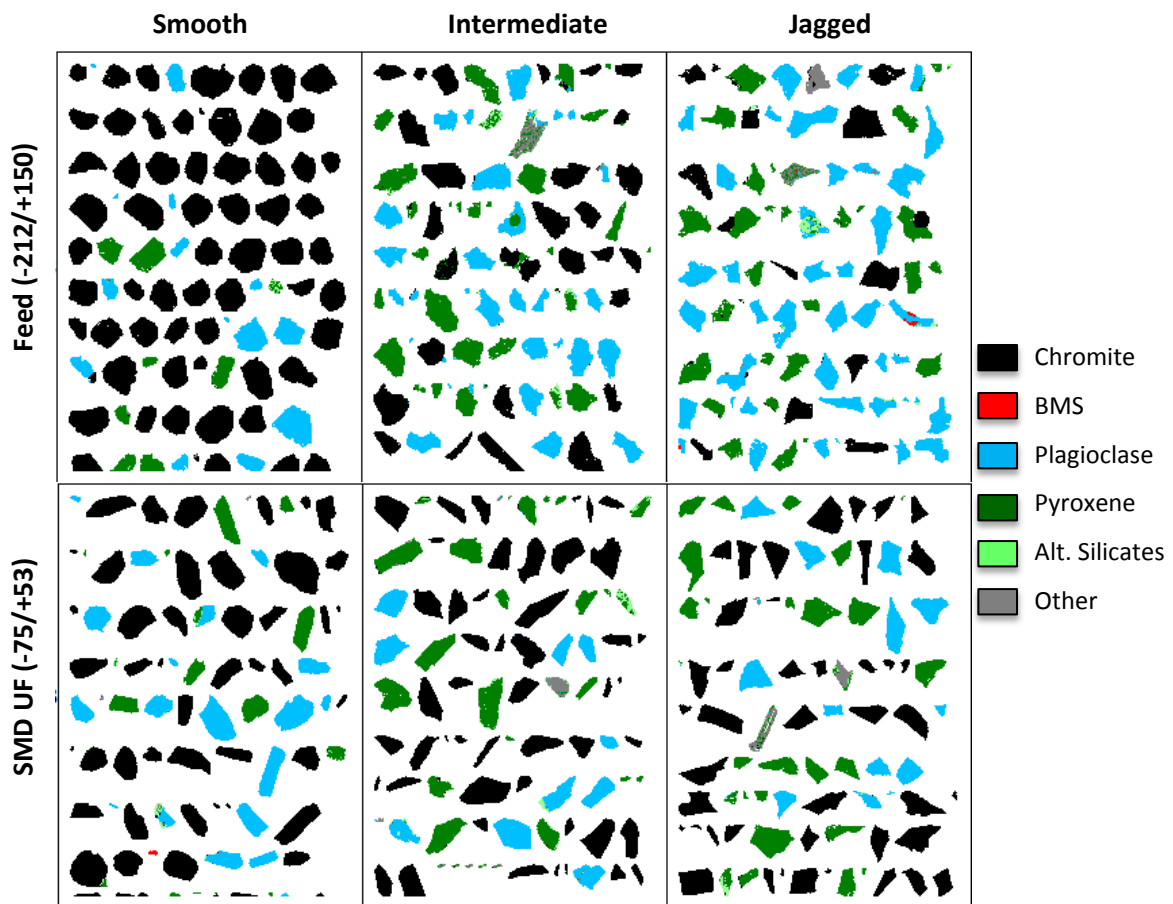 Smooth
Intermediate
Jagged
Feed (-212/+150)
SMD UF (-75/+53)
Chromite
BMS
Plagioclase
Pyroxene
Alt. Silicates
Other